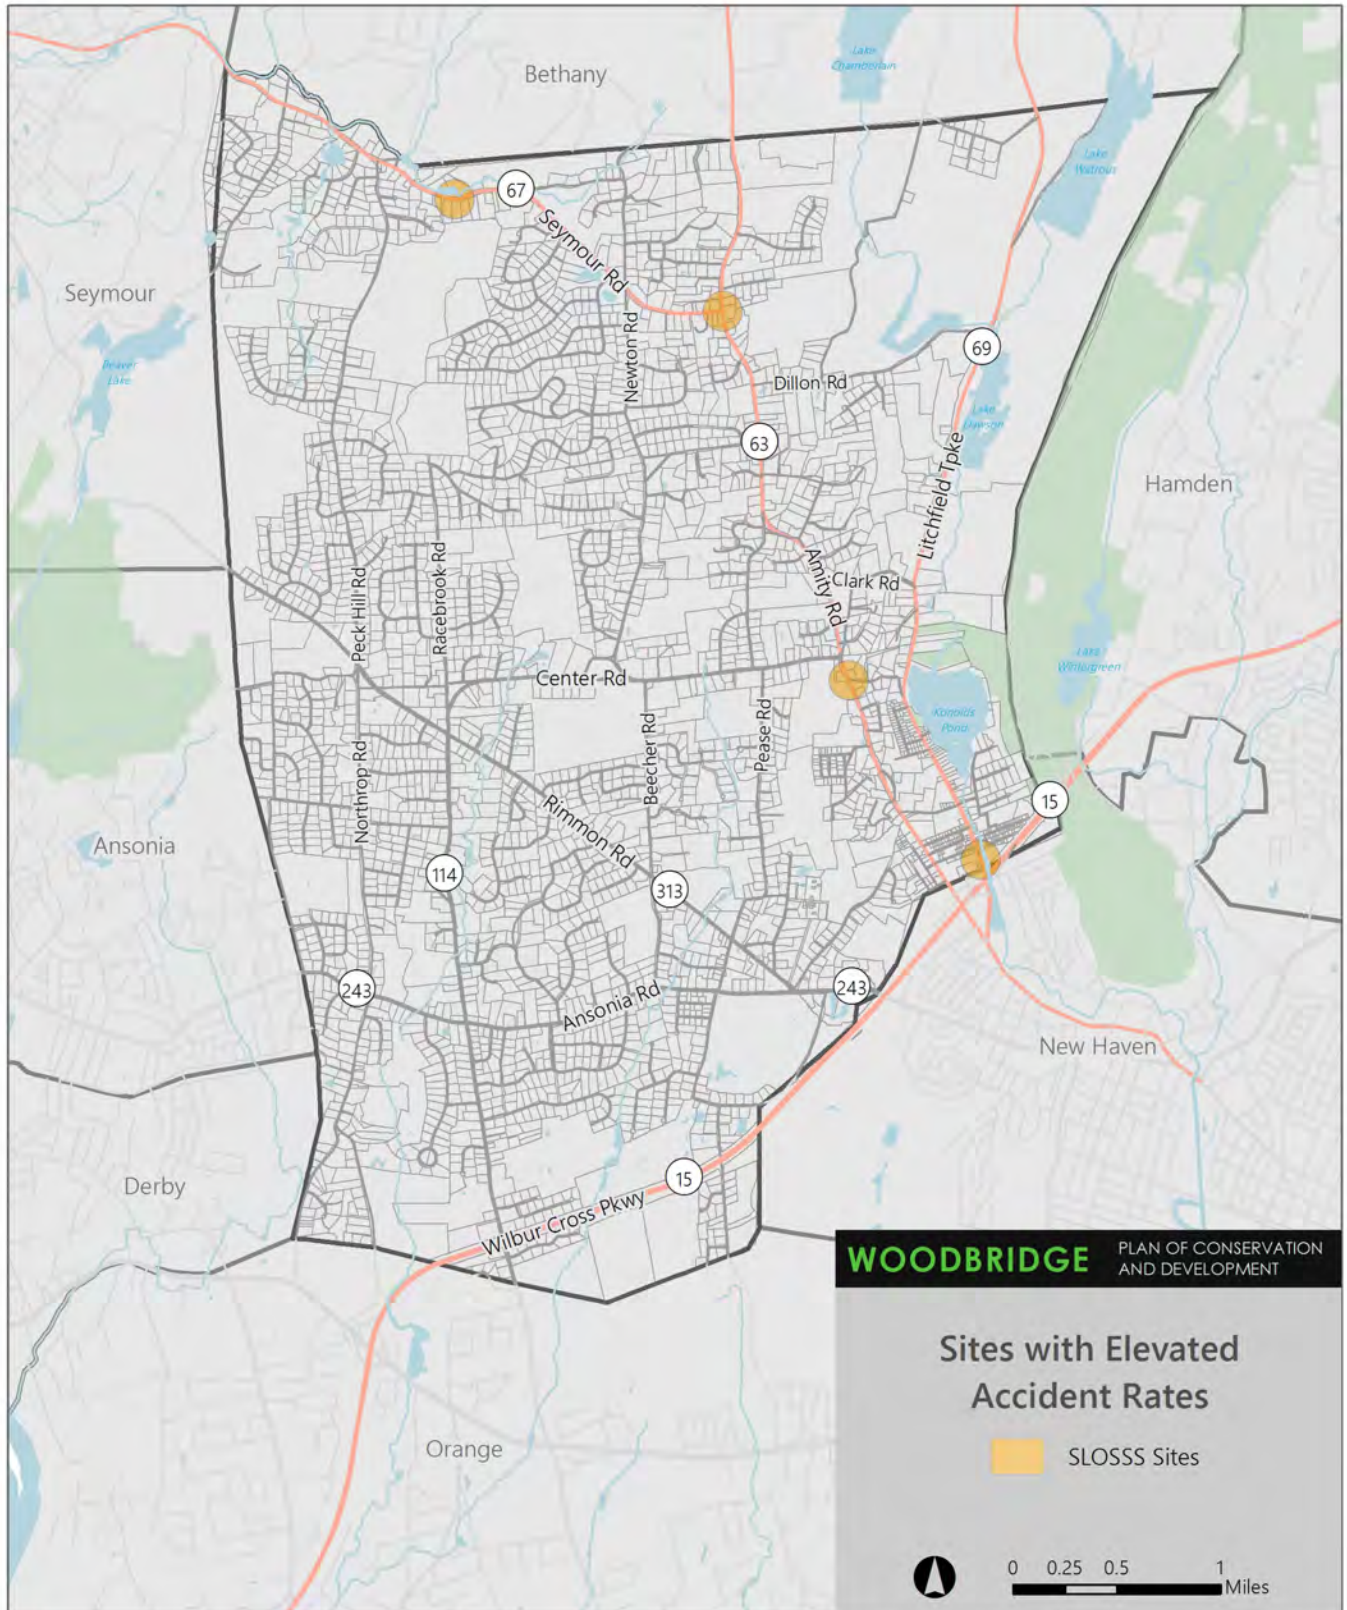 Bethany
Lake
Chamberlain
Lake
Watrous
67
Seymour Rd
Seymour
Beaver
Lake
Newton Rd
69
Dillon Rd
Lake
Dawson
63
Litchfield Tpke
Hamden
Amity Rd
Clark Rd
Peck Hill Rd
Racebrook Rd
Center Rd
Lake
Wintergreen
Konolds
Pond
Beecher Rd
Pease Rd
Northrop Rd
15
Rimmon Rd
Ansonia
114
313
243
Ansonia Rd
243
New Haven
Derby
15
Wilbur Cross Pkwy
Orange
WOODBRIDGE
PLAN OF CONSERVATION
AND DEVELOPMENT
Sites with Elevated
Accident Rates
SLOSSS Sites
0 0.25 0.5 1
Miles